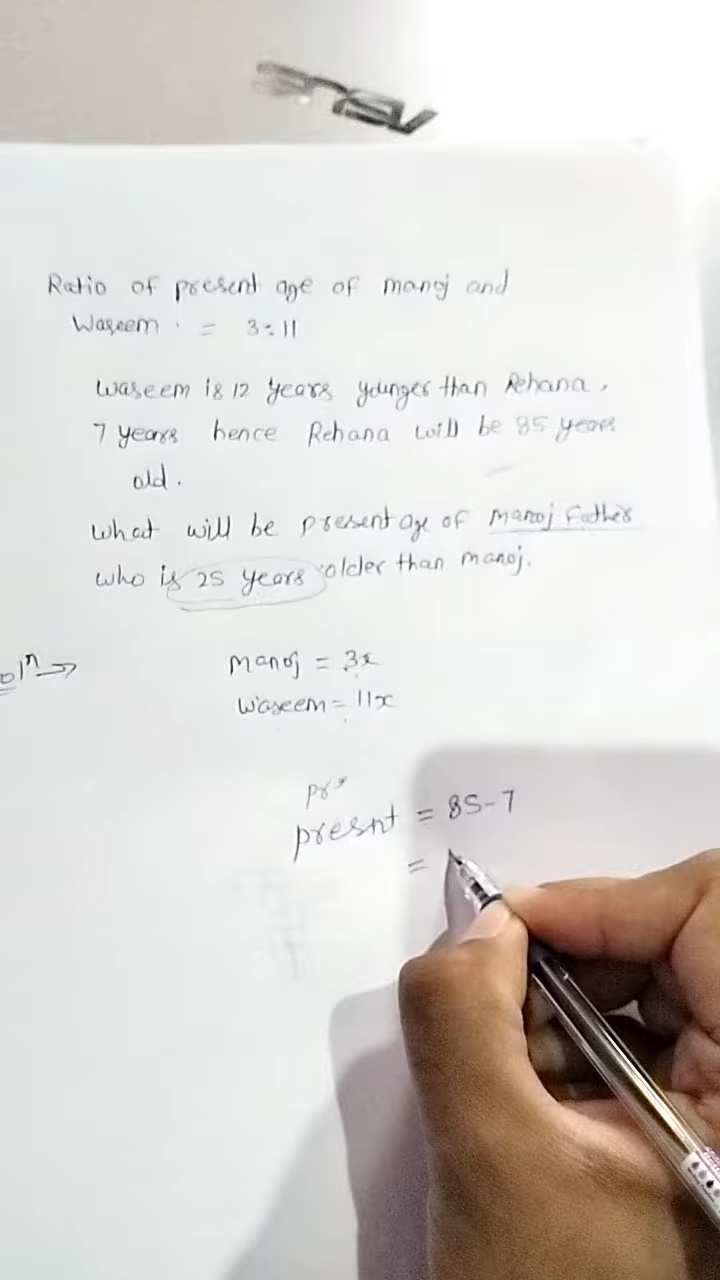 ASUS
Ratio of present age of manoj and
Waseem = 3:11
Waseem is 12 years younger than Rehana.
7 years hence Rehana will be 85 years
old.
What will be present age of Manoj Father
who is 25 years older than manoj.
manoj = 3x
waseem = 11x
presnt = 85-7
=